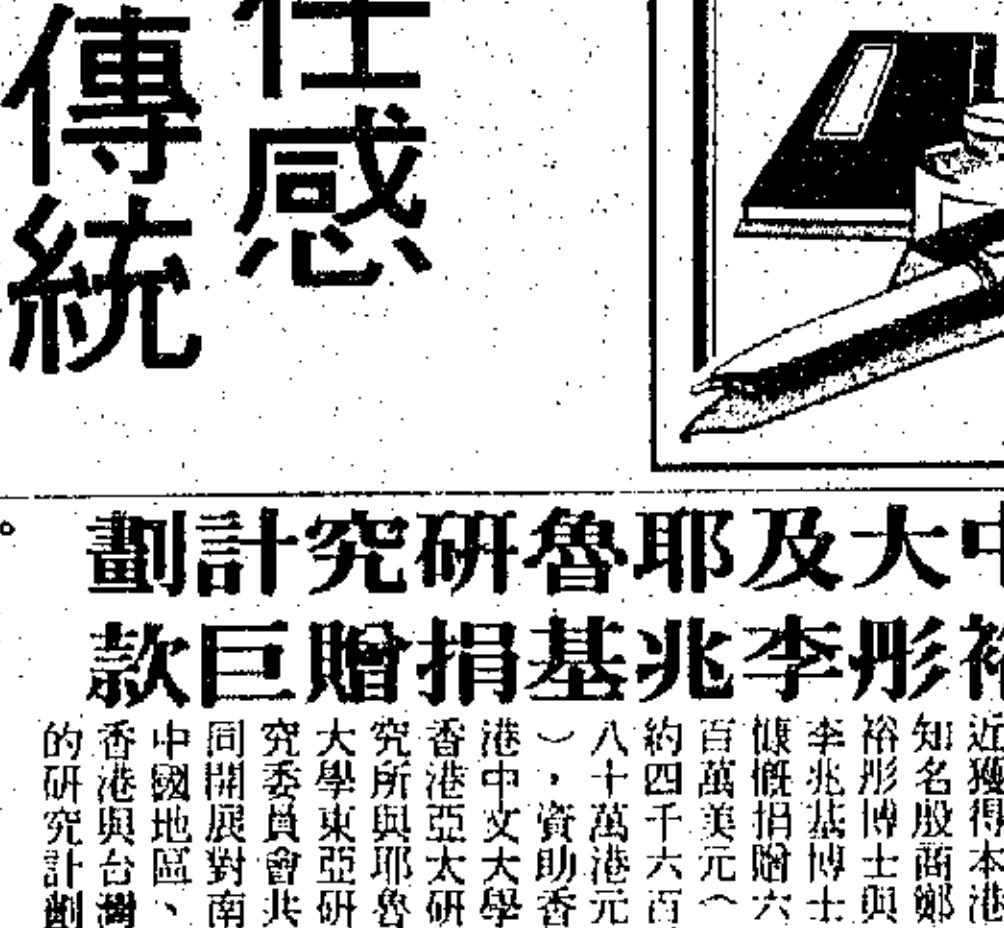 任感
傳統
中大及耶魯研究計劃
裕彤李兆基捐贈巨款
近獲得本港
知名殷商鄭
裕彤博士與
李兆基博士
慷慨捐贈六
百萬美元（
約四千六百
八十萬港元
），資助香
港中文大學
香港亞太研
究所與耶魯
大學東亞研
究委員會共
同開展對南
中國地區、
香港與台灣
的研究計劃
。